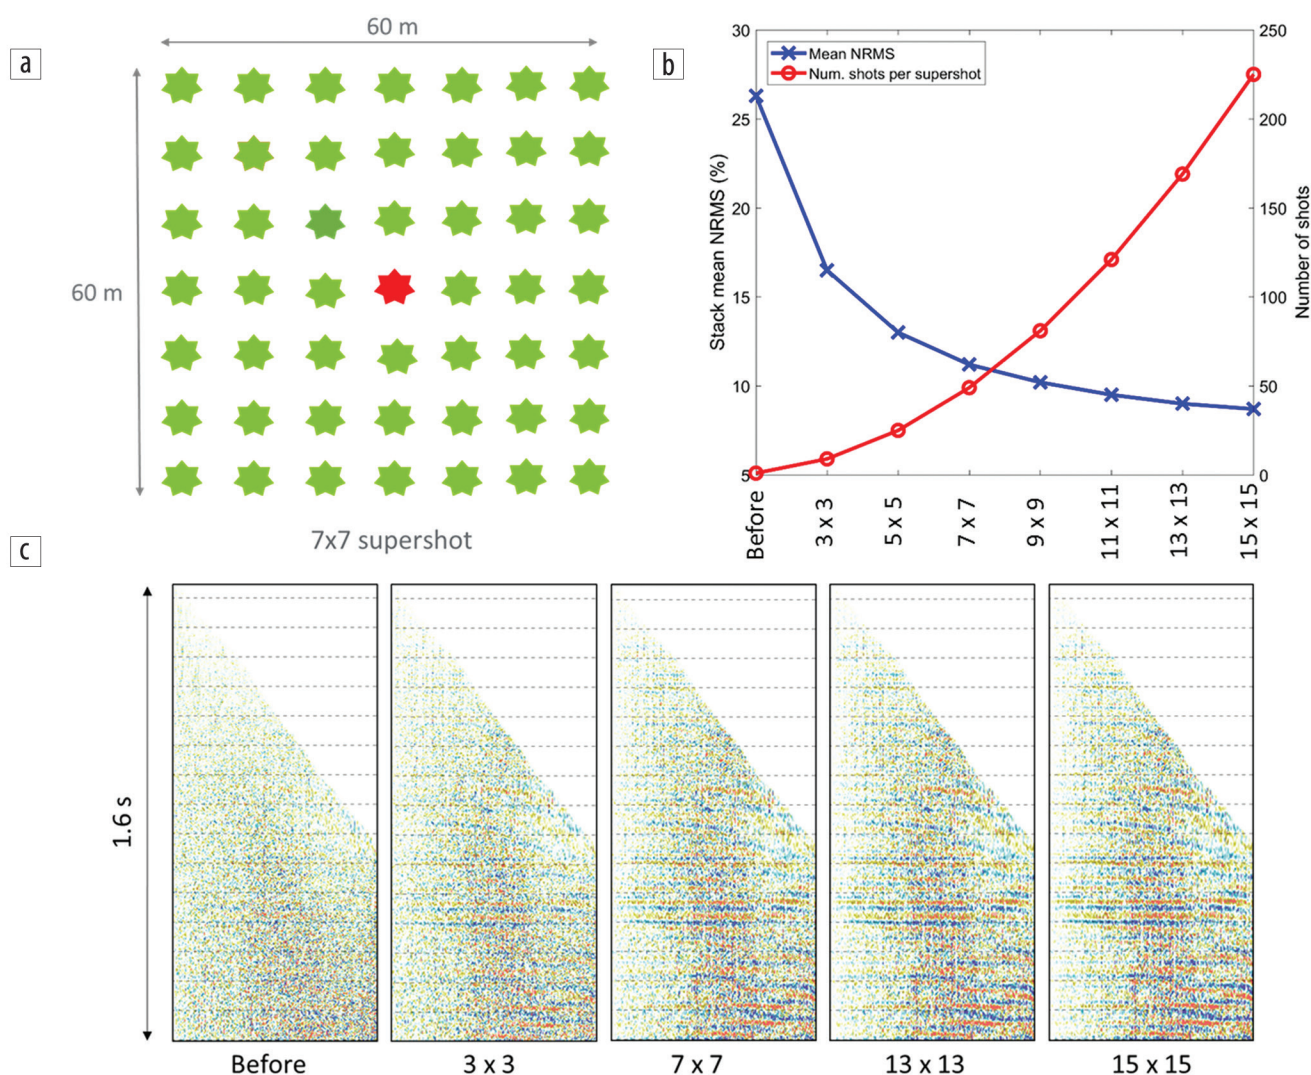 a
60 m
60 m
7x7 supershot
b
Mean NRMS
Num. shots per supershot
Stack mean NRMS (%)
30
25
20
15
10
5
Number of shots
250
200
150
100
50
0
Before
3 x 3
5 x 5
7 x 7
9 x 9
11 x 11
13 x 13
15 x 15
c
1.6 s
Before
3 x 3
7 x 7
13 x 13
15 x 15